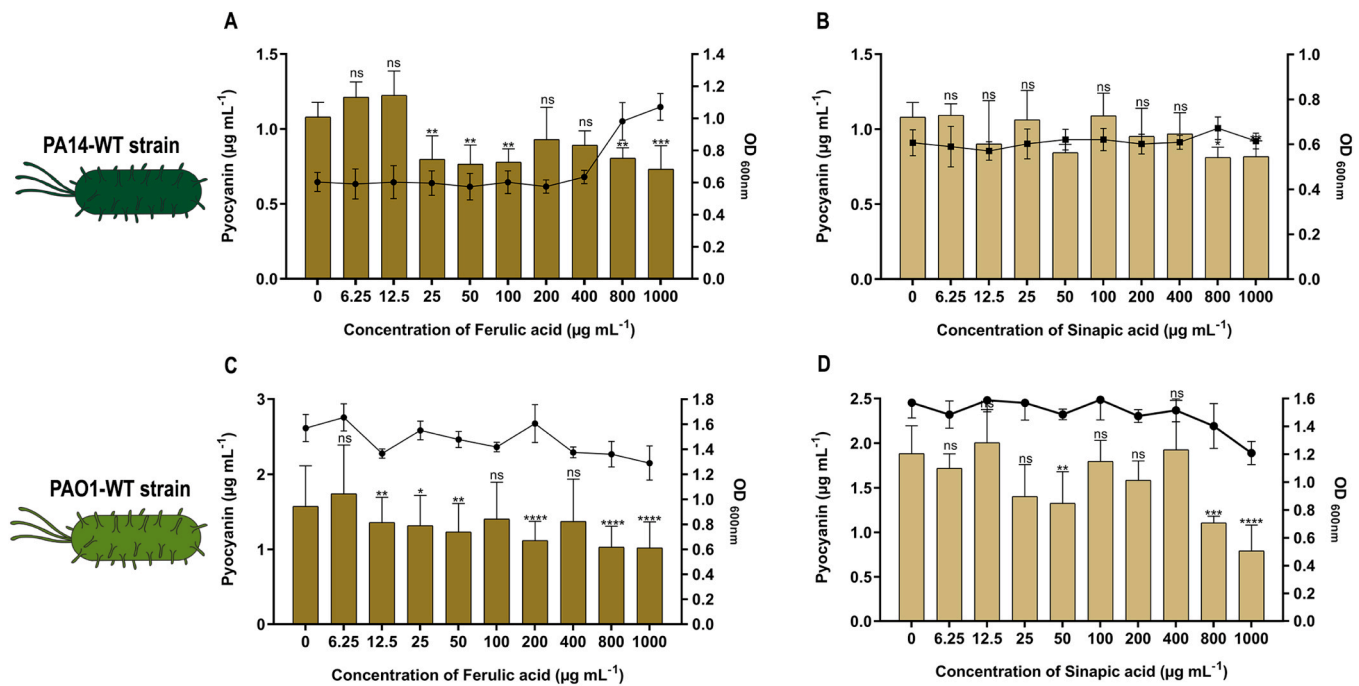 A
PA14-WT strain
Pyocyanin (µg mL⁻¹)
1.5
1.0
0.5
0.0
ns
ns
**
**
**
ns
ns
**
***
1.4
1.2
1.0
0.8
0.6
0.4
0.2
0.0
OD 600nm
0 6.25 12.5 25 50 100 200 400 800 1000
Concentration of Ferulic acid (µg mL⁻¹)
B
Pyocyanin (µg mL⁻¹)
1.5
1.0
0.5
0.0
ns
ns
ns
ns
ns
ns
*
1.0
0.8
0.6
0.4
0.2
0.0
OD 600nm
0 6.25 12.5 25 50 100 200 400 800 1000
Concentration of Sinapic acid (µg mL⁻¹)
C
PAO1-WT strain
Pyocyanin (µg mL⁻¹)
3
2
1
0
ns
**
*
**
ns
****
ns
****
****
1.8
1.6
1.4
1.2
1.0
0.8
0.6
0.4
0.2
0.0
OD 600nm
0 6.25 12.5 25 50 100 200 400 800 1000
Concentration of Ferulic acid (µg mL⁻¹)
D
Pyocyanin (µg mL⁻¹)
2.5
2.0
1.5
1.0
0.5
0.0
ns
ns
ns
**
ns
ns
ns
***
****
1.6
1.4
1.2
1.0
0.8
0.6
0.4
0.2
0.0
OD 600nm
0 6.25 12.5 25 50 100 200 400 800 1000
Concentration of Sinapic acid (µg mL⁻¹)